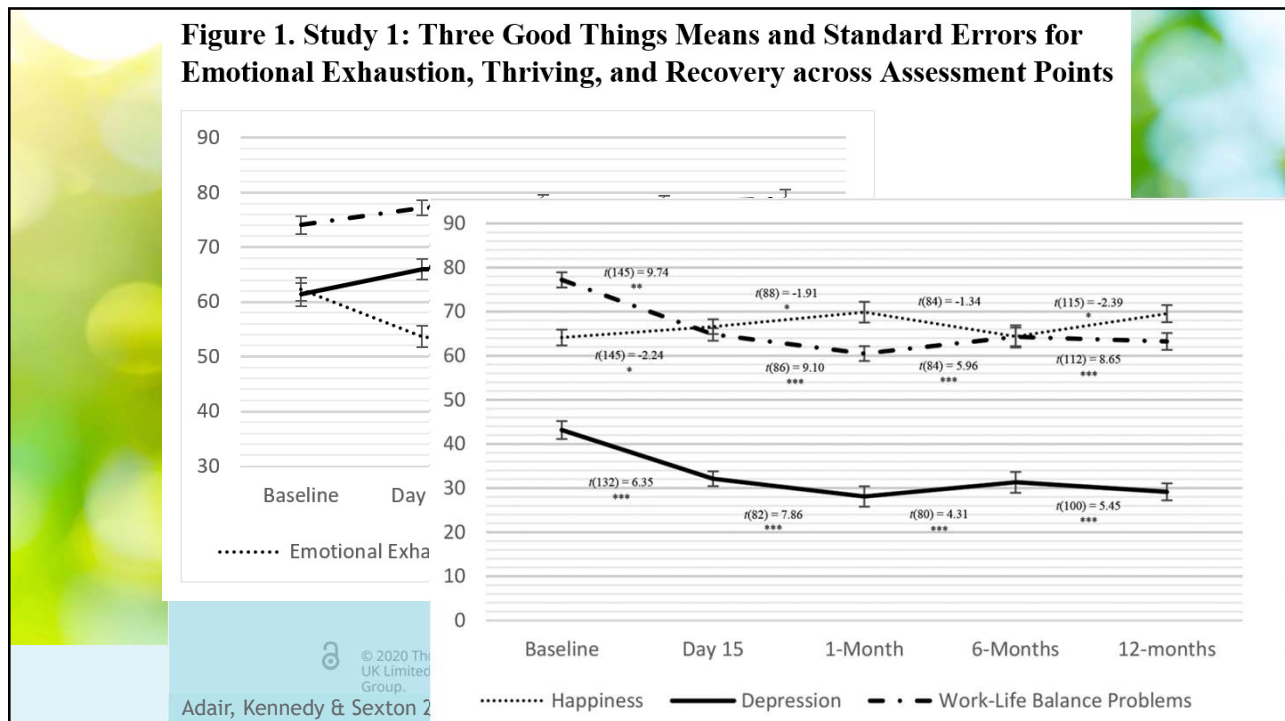 Figure 1. Study 1: Three Good Things Means and Standard Errors for
Emotional Exhaustion, Thriving, and Recovery across Assessment Points
90
80
70
60
50
40
30
Baseline Day
Emotional Exha
90
80
70
60
50
40
30
20
10
0
t(145) = 9.74
**
t(88) = -1.91
*
t(84) = -1.34
t(115) = -2.39
*
t(145) = -2.24
*
t(86) = 9.10
***
t(84) = 5.96
***
t(112) = 8.65
***
t(132) = 6.35
***
t(82) = 7.86
***
t(80) = 4.31
***
t(100) = 5.45
***
Baseline Day 15 1-Month 6-Months 12-months
Happiness Depression Work-Life Balance Problems
© 2020 Th
UK Limited
Group.
Adair, Kennedy & Sexton 2